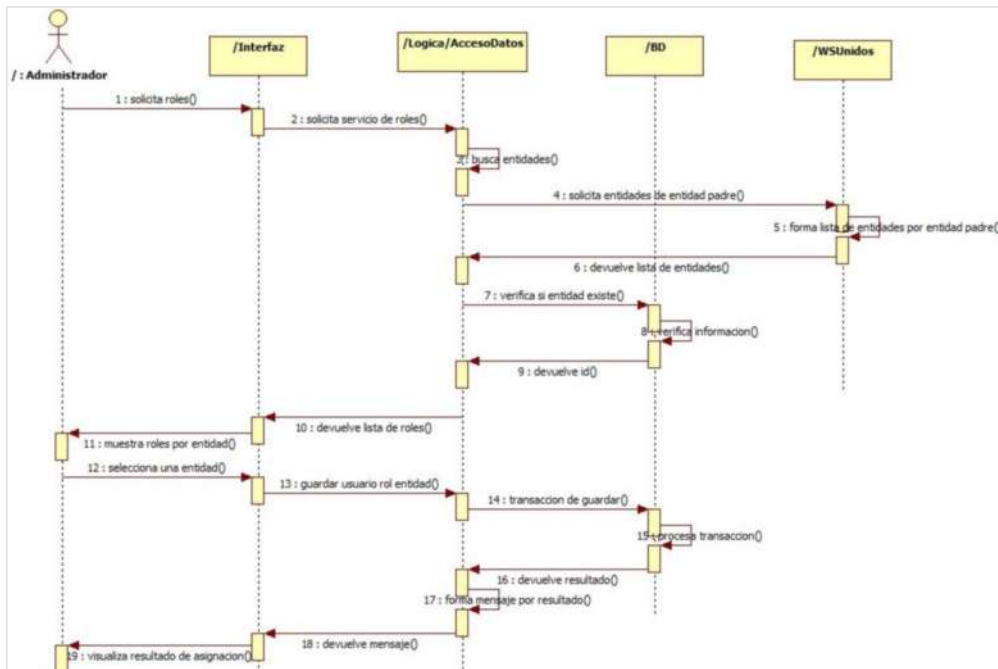 / : Administrador
/Interfaz
/Logica/AccesoDatos
/BD
/WSUnidos
1 : solicita roles()
2 : solicita servicio de roles()
3 : busca entidades()
4 : solicita entidades de entidad padre()
5 : forma lista de entidades por entidad padre()
6 : devuelve lista de entidades()
7 : verifica si entidad existe()
8 : verifica informacion()
9 : devuelve id()
10 : devuelve lista de roles()
11 : muestra roles por entidad()
12 : selecciona una entidad()
13 : guardar usuario rol entidad()
14 : transaccion de guardar()
15 : procesa transaccion()
16 : devuelve resultado()
17 : forma mensaje por resultado()
18 : devuelve mensaje()
19 : visualiza resultado de asignacion()